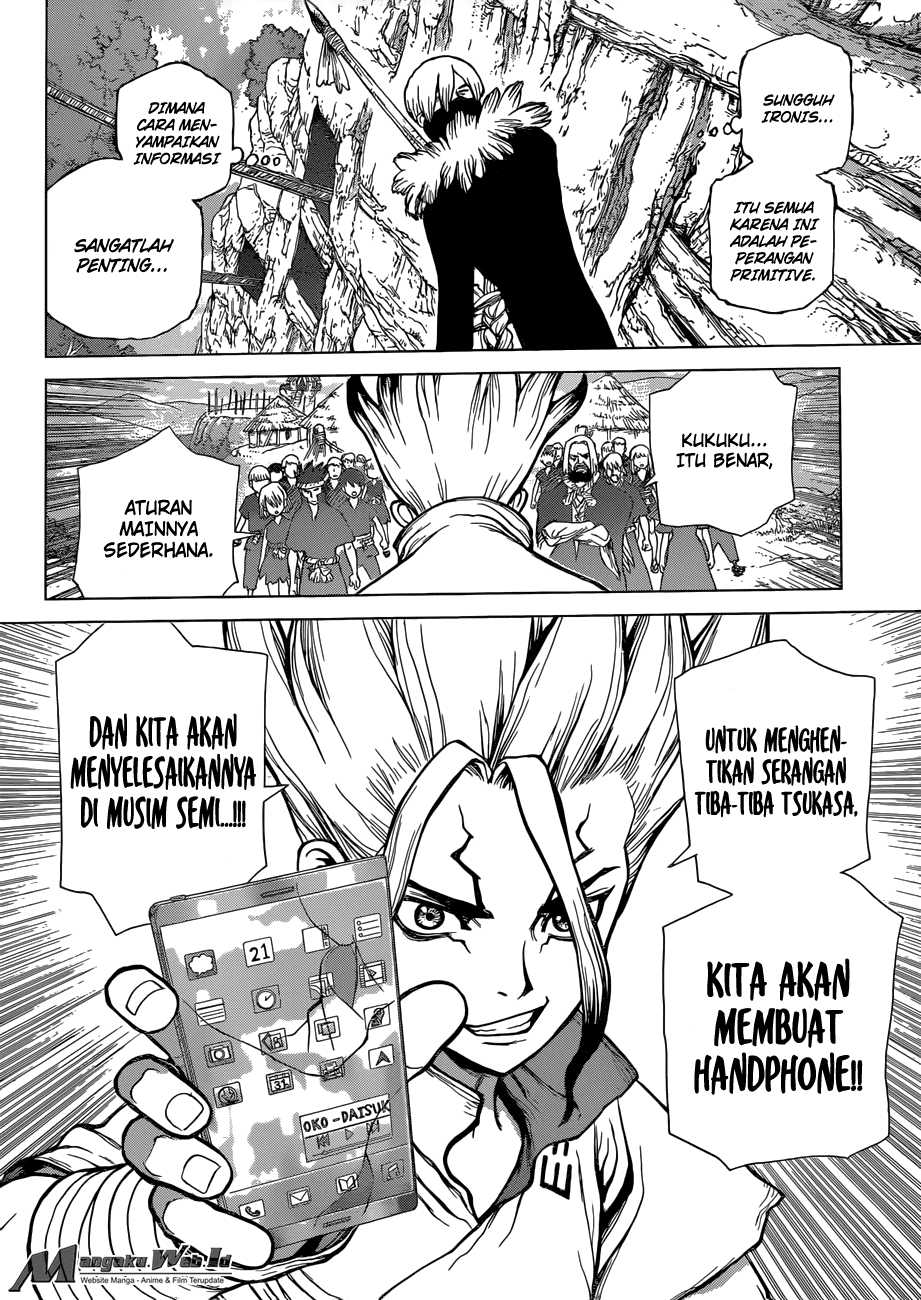 SUNGGUH
IRONIS...
ITU SEMUA
KARENA INI
ADALAH PE-
PERANGAN
PRIMITIVE.
DIMANA
CARA MEN-
YAMPAIKAN
INFORMASI
SANGATLAH
PENTING...
KUKUKU...
ITU BENAR,
ATURAN
MAINNYA
SEDERHANA.
UNTUK MENGHEN-
TIKAN SERANGAN
TIBA-TIBA TSUKASA,
KITA AKAN
MEMBUAT
HANDPHONE!!
DAN KITA AKAN
MENYELESAIKANNYA
DI MUSIM SEMI...!!!
21
31
OKO-DAISUK
Mangaku.Web.Id
Website Manga - Anime & Film Terupdate